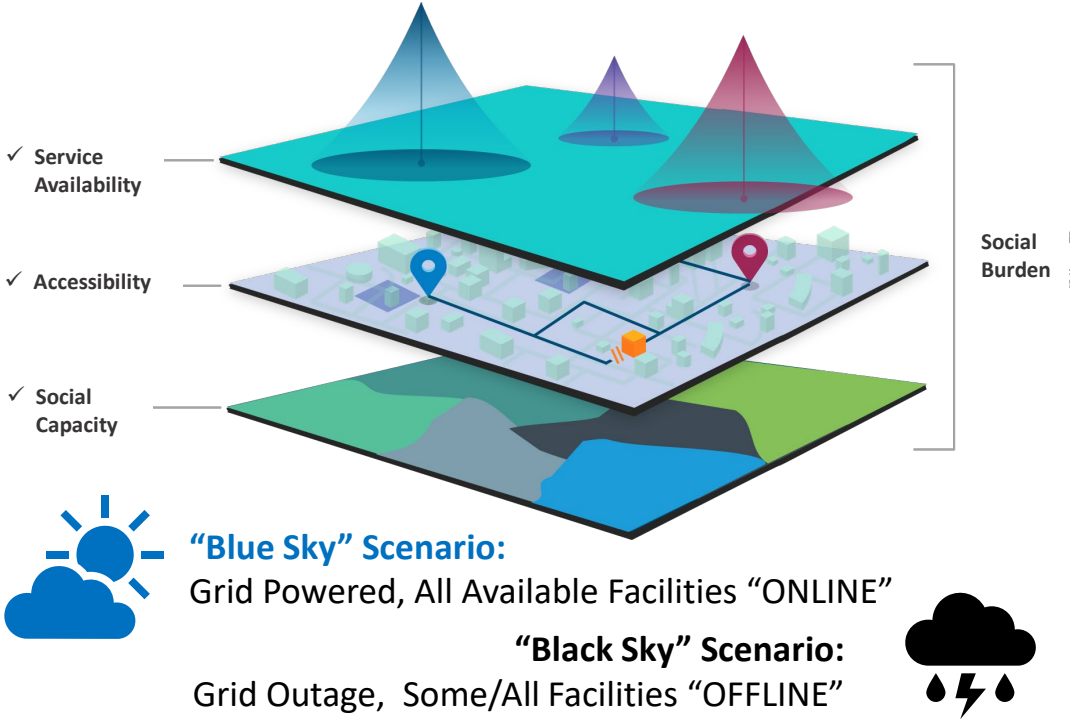 ✓ Service
Availability
✓ Accessibility
✓ Social
Capacity
Social
Burden
“Blue Sky” Scenario:
Grid Powered, All Available Facilities “ONLINE”
“Black Sky” Scenario:
Grid Outage,  Some/All Facilities “OFFLINE”